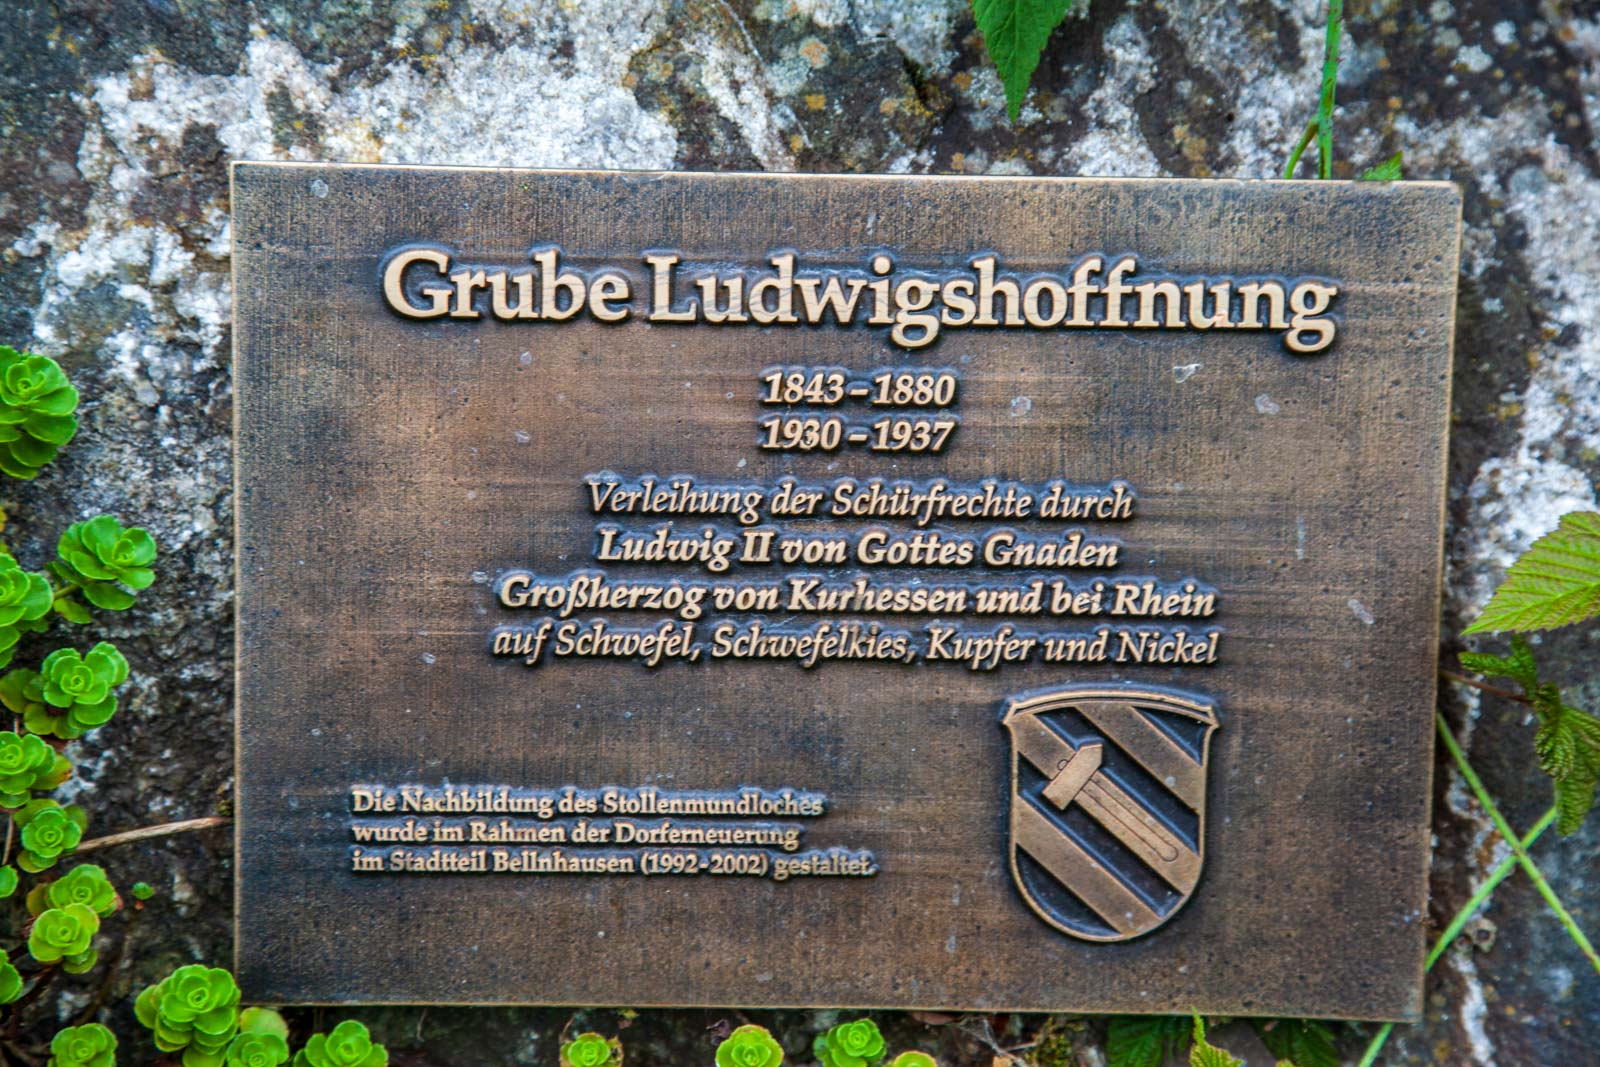 Grube Ludwigshoffnung
1843 – 1880
1930 – 1937
Verleihung der Schürfrechte durch
Ludwig II von Gottes Gnaden
Großherzog von Kurhessen und bei Rhein
auf Schwefel, Schwefelkies, Kupfer und Nickel
Die Nachbildung des Stollenmundloches
wurde im Rahmen der Dorferneuerung
im Stadtteil Bellnhausen (1992-2002) gestaltet.